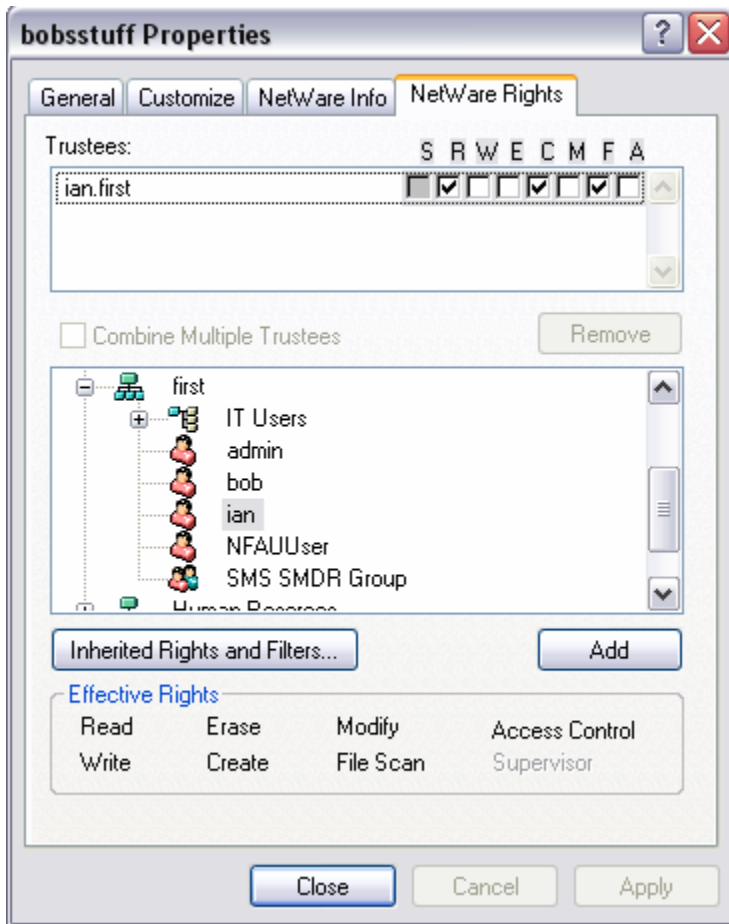 bobsstuff Properties
General Customize NetWare Info NetWare Rights
Trustees: S R W E C M F A
ian.first
Combine Multiple Trustees Remove
first
IT Users
admin
bob
ian
NFAUUser
SMS SMDR Group
Human
Inherited Rights and Filters... Add
Effective Rights
Read Erase Modify Access Control
Write Create File Scan Supervisor
Close Cancel Apply